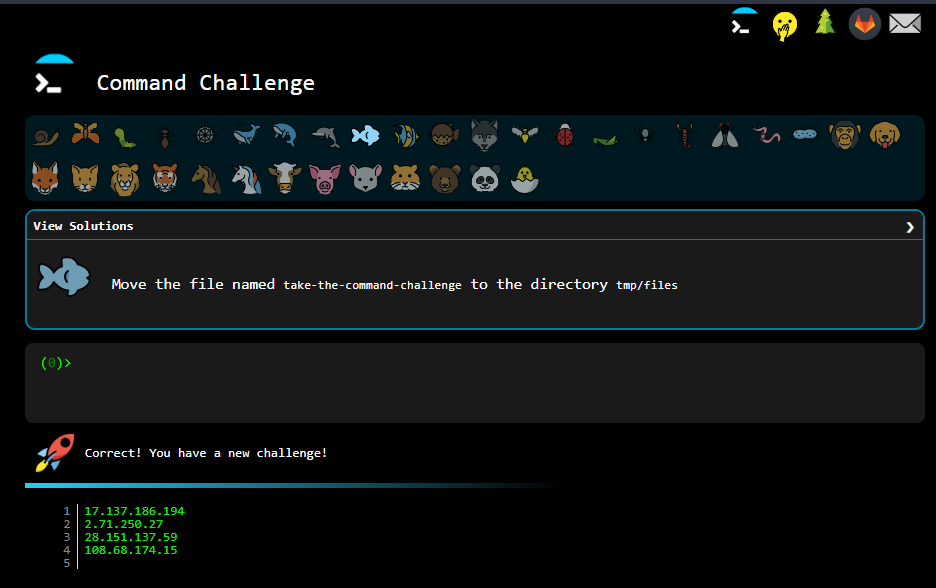 Command Challenge
View Solutions
Move the file named take-the-command-challenge to the directory tmp/files
(0)>
Correct! You have a new challenge!
1 17.137.186.194
2 2.71.250.27
3 28.151.137.59
4 108.68.174.15
5